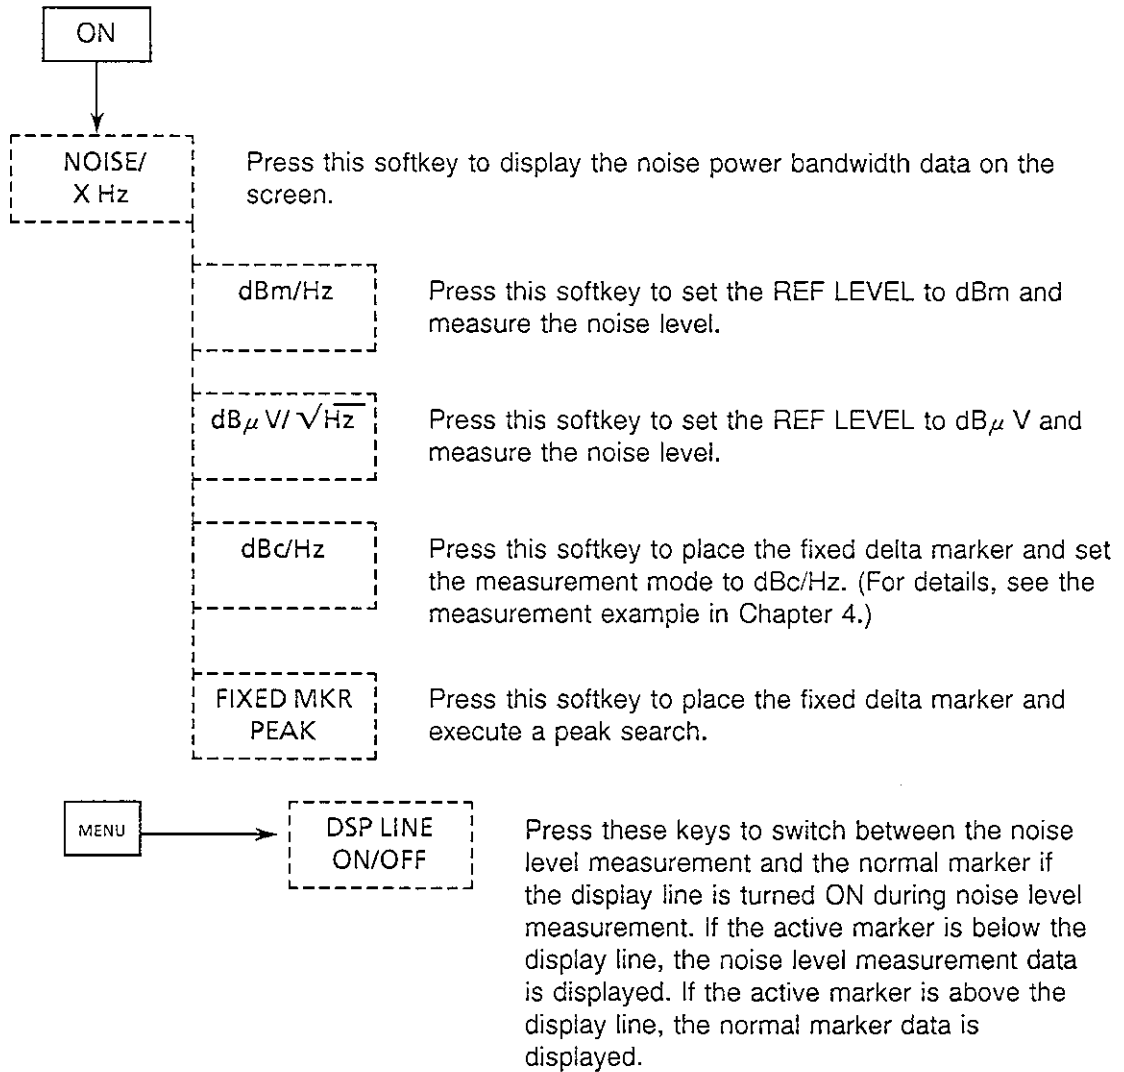 ON
NOISE/
X Hz
Press this softkey to display the noise power bandwidth data on the
screen.
dBm/Hz
Press this softkey to set the REF LEVEL to dBm and
measure the noise level.
dBμ V/ √Hz
Press this softkey to set the REF LEVEL to dBμ V and
measure the noise level.
dBc/Hz
Press this softkey to place the fixed delta marker and set
the measurement mode to dBc/Hz. (For details, see the
measurement example in Chapter 4.)
FIXED MKR
PEAK
Press this softkey to place the fixed delta marker and
execute a peak search.
MENU
DSP LINE
ON/OFF
Press these keys to switch between the noise
level measurement and the normal marker if
the display line is turned ON during noise level
measurement. If the active marker is below the
display line, the noise level measurement data
is displayed. If the active marker is above the
display line, the normal marker data is
displayed.